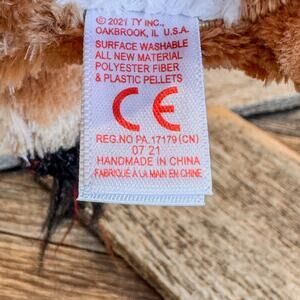 © 2021 TY INC.,
OAKBROOK, IL U.S.A.
SURFACE WASHABLE
ALL NEW MATERIAL
POLYESTER FIBER
& PLASTIC PELLETS
CE
REG.NO PA.17179(CN)
07 21
HANDMADE IN CHINA
FABRIQUÉ À LA MAIN EN CHINE